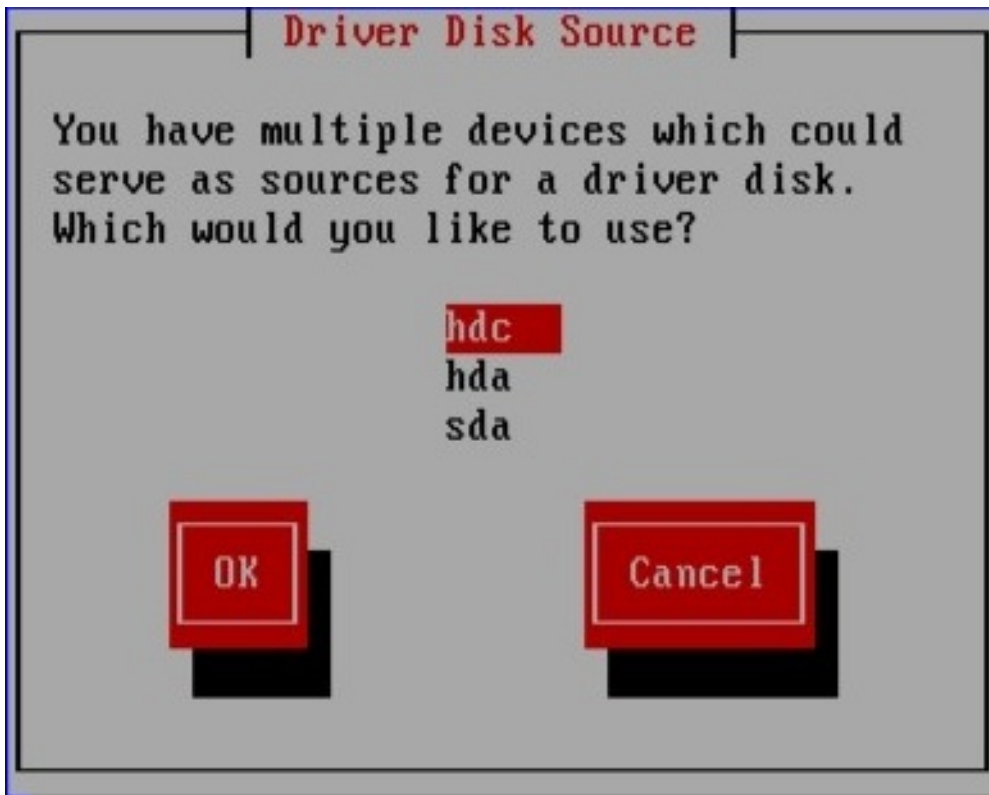 Driver Disk Source
You have multiple devices which could
serve as sources for a driver disk.
Which would you like to use?
hdc
hda
sda
OK Cancel